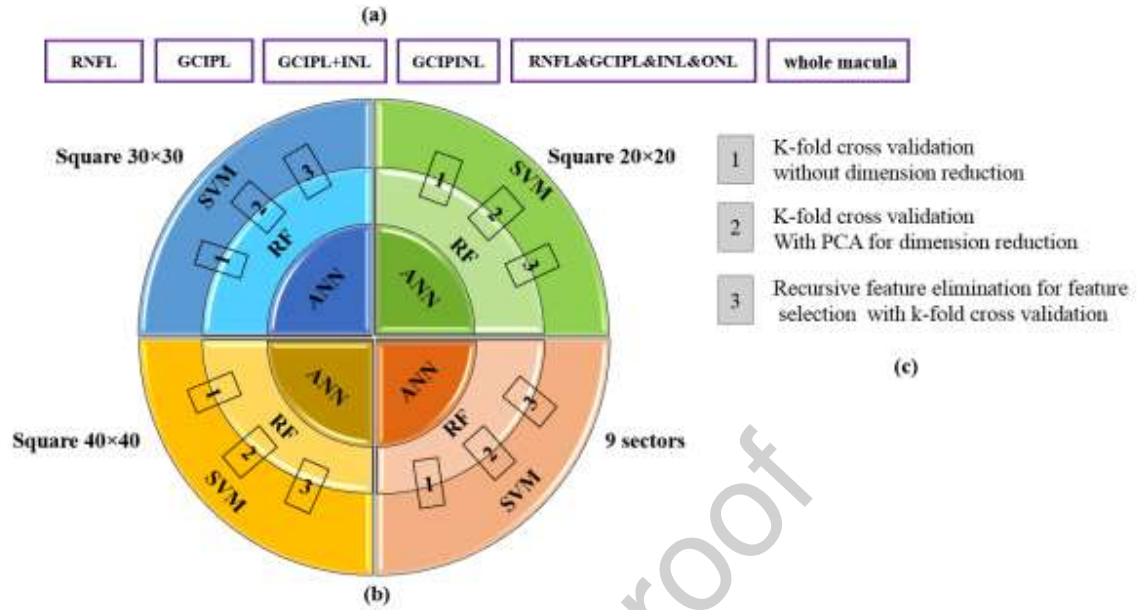 (a)
RNFL
GCIPL
GCIPL+INL
GCIPINL
RNFL&GCIPL&INL&ONL
whole macula
Square 30×30
SVM
1
2
3
RF
ANN
Square 20×20
SVM
1
2
3
RF
ANN
Square 40×40
SVM
1
2
3
RF
ANN
9 sectors
SVM
1
2
3
RF
ANN
(b)
1
K-fold cross validation
without dimension reduction
2
K-fold cross validation
With PCA for dimension reduction
3
Recursive feature elimination for feature
selection with k-fold cross validation
(c)
roof